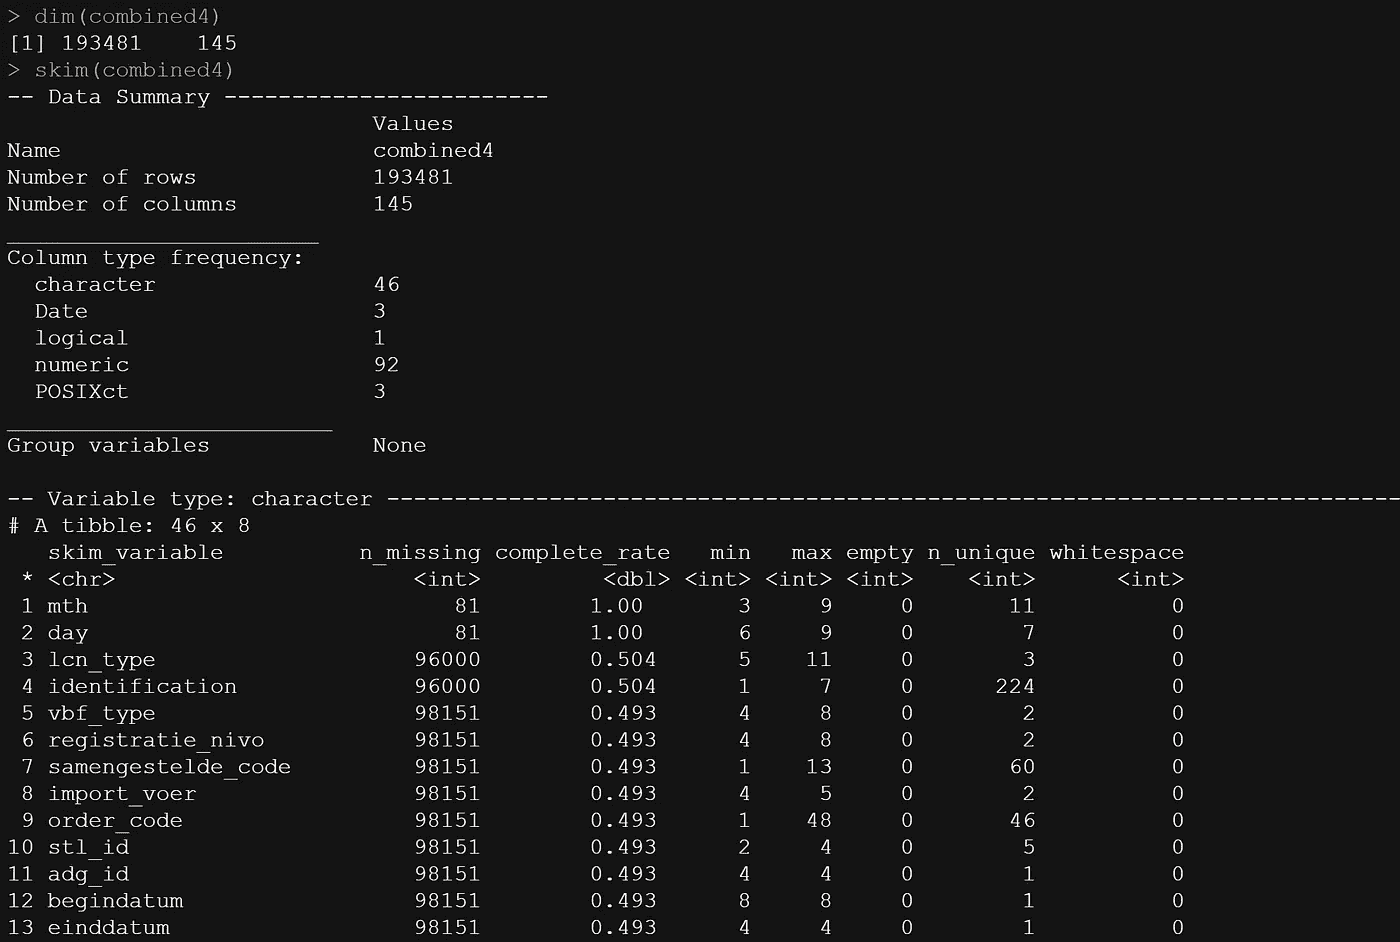 > dim(combined4)
[1] 193481    145
> skim(combined4)
-- Data Summary ------------------------
                           Values
Name                       combined4
Number of rows             193481
Number of columns          145
_______________________
Column type frequency:
  character                46
  Date                     3
  logical                  1
  numeric                  92
  POSIXct                  3
________________________
Group variables            None
-- Variable type: character ---------------------------------------------------------------------------
# A tibble: 46 x 8
   skim_variable          n_missing complete_rate   min   max empty n_unique whitespace
 * <chr>                      <int>         <dbl> <int> <int> <int>    <int>      <int>
 1 mth                           81         1.00      3     9     0       11          0
 2 day                           81         1.00      6     9     0        7          0
 3 lcn_type                   96000         0.504     5    11     0        3          0
 4 identification             96000         0.504     1     7     0      224          0
 5 vbf_type                   98151         0.493     4     8     0        2          0
 6 registratie_nivo           98151         0.493     4     8     0        2          0
 7 samengestelde_code         98151         0.493     1    13     0       60          0
 8 import_voer                98151         0.493     4     5     0        2          0
 9 order_code                 98151         0.493     1    48     0       46          0
10 stl_id                     98151         0.493     2     4     0        5          0
11 adg_id                     98151         0.493     4     4     0        1          0
12 begindatum                 98151         0.493     8     8     0        1          0
13 einddatum                  98151         0.493     4     4     0        1          0